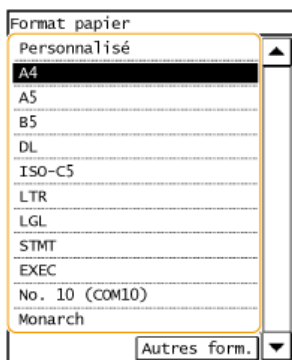 Format papier
Personnalisé
A4
A5
B5
DL
ISO-C5
LTR
LGL
STMT
EXEC
No. 10 (COM10)
Monarch
Autres form.